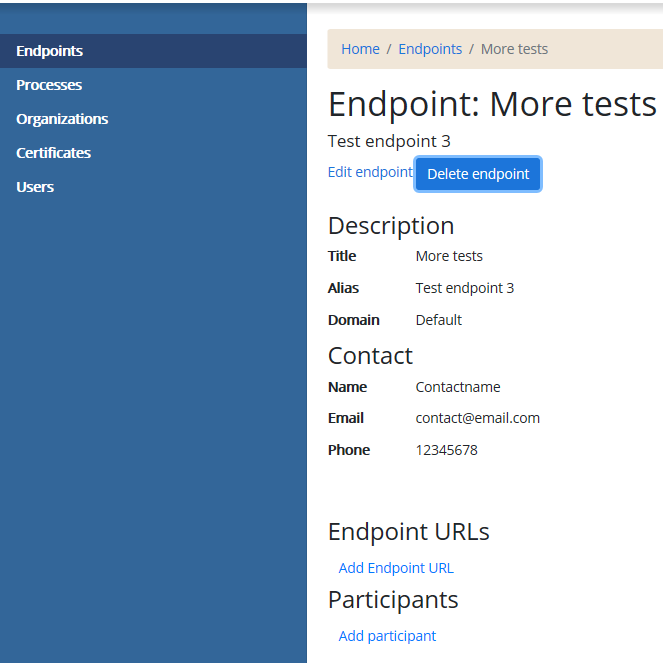 Endpoints
Processes
Organizations
Certificates
Users
Home / Endpoints / More tests
Endpoint: More tests
Test endpoint 3
Edit endpoint Delete endpoint
Description
Title More tests
Alias Test endpoint 3
Domain Default
Contact
Name Contactname
Email contact@email.com
Phone 12345678
Endpoint URLs
Add Endpoint URL
Participants
Add participant